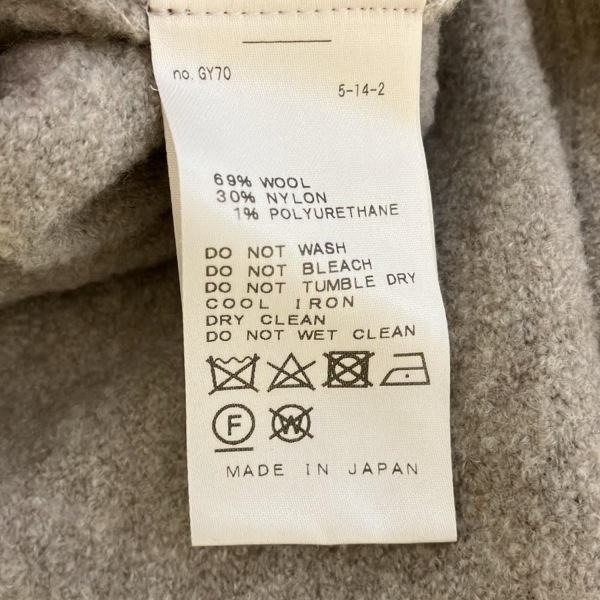 no. GY70
5-14-2
69% WOOL
30% NYLON
1% POLYURETHANE
DO NOT WASH
DO NOT BLEACH
DO NOT TUMBLE DRY
COOL IRON
DRY CLEAN
DO NOT WET CLEAN
F W
MADE IN JAPAN